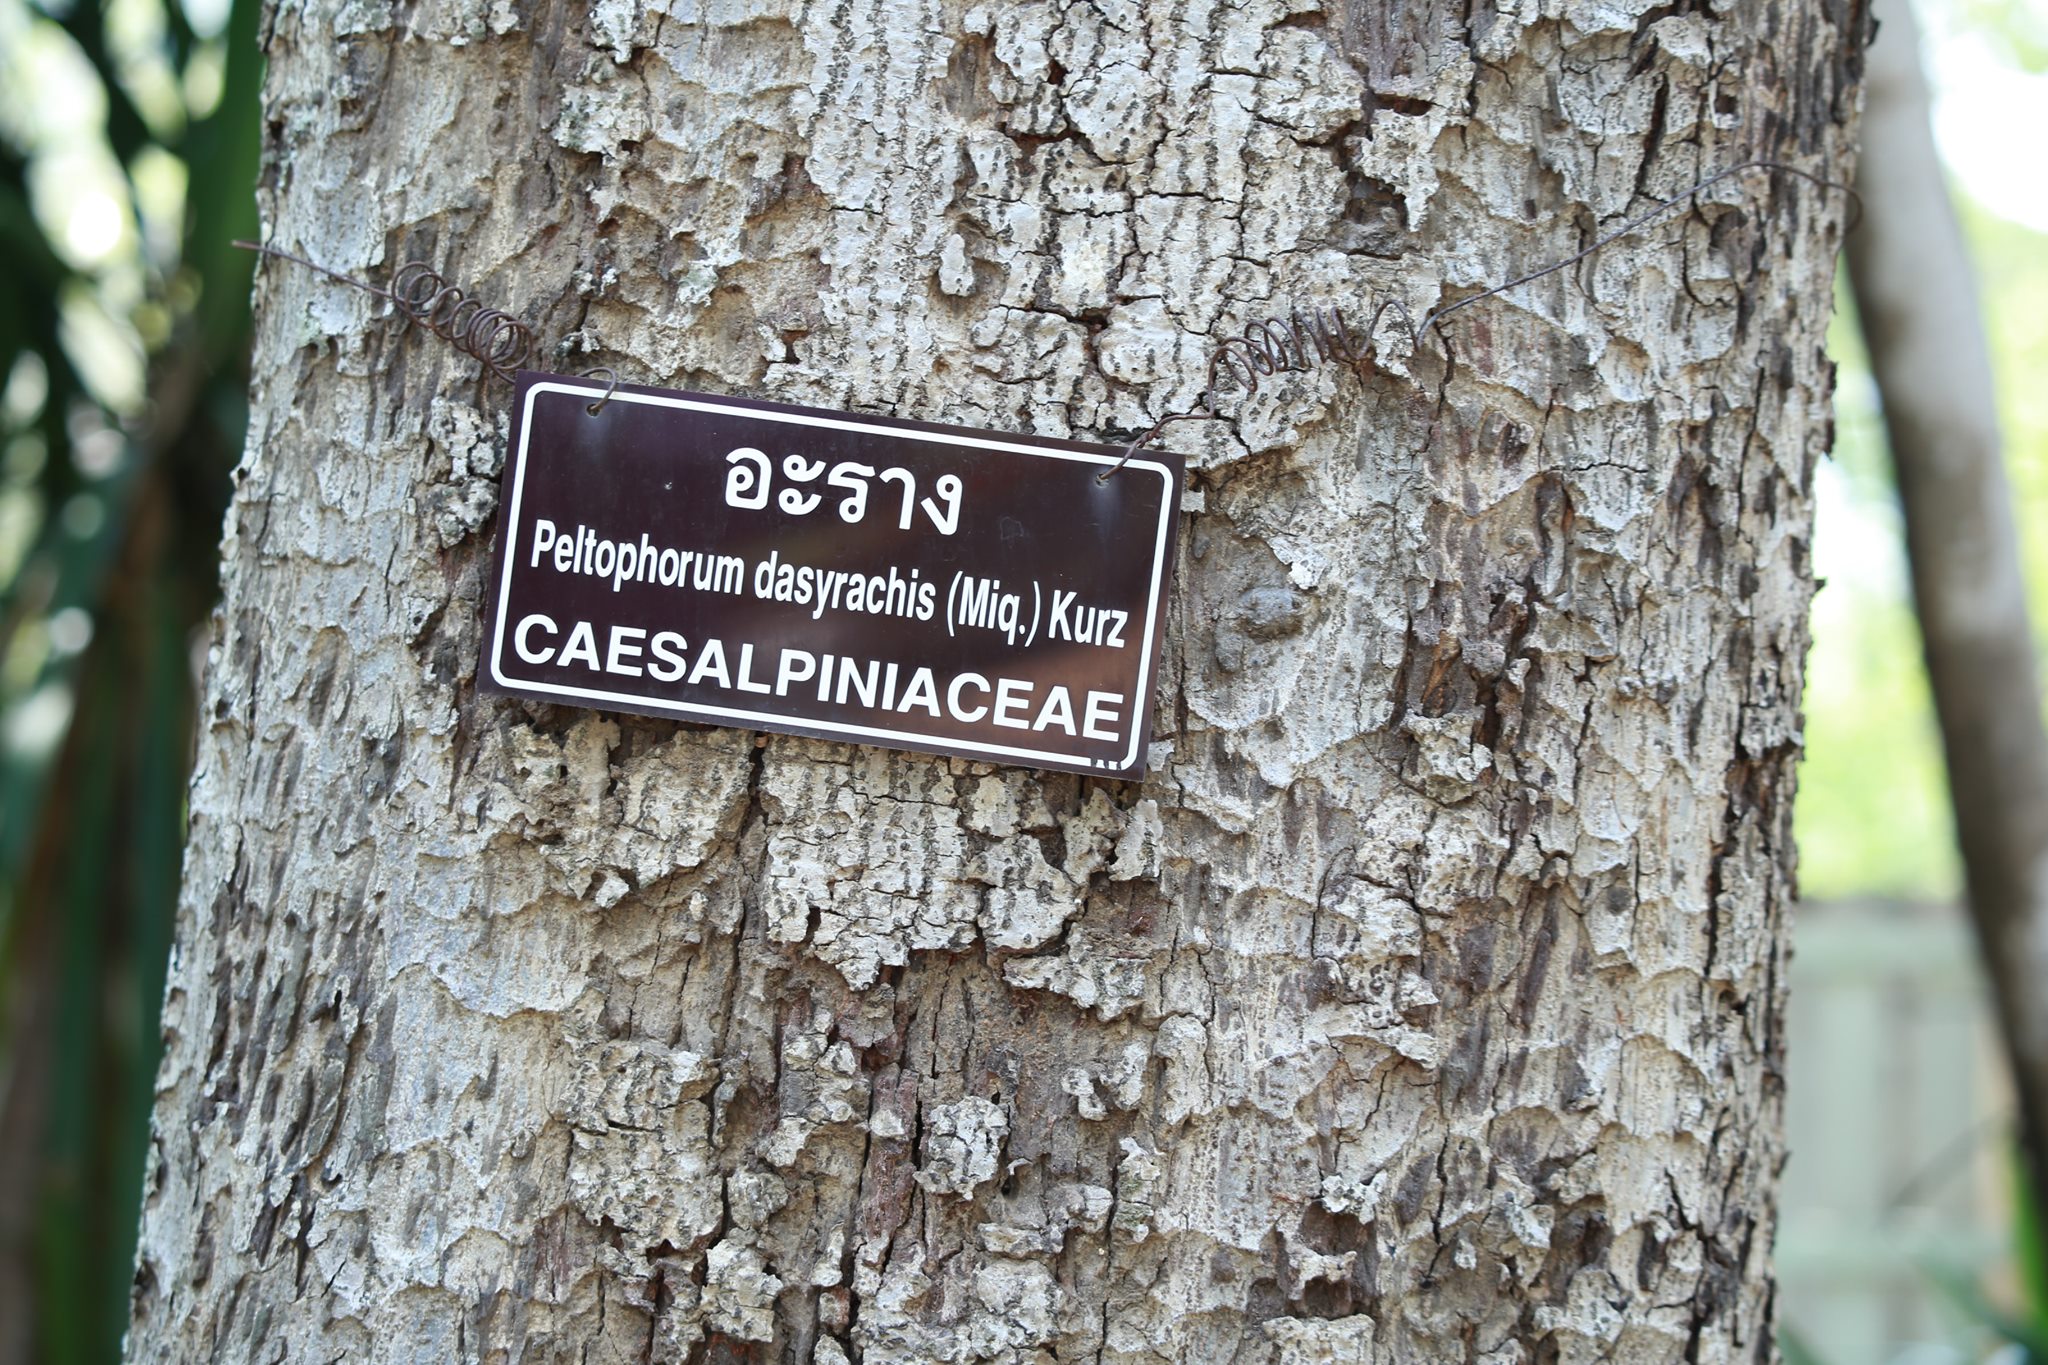 อะราง
Peltophorum dasyrachis (Miq.) Kurz
CAESALPINIACEAE